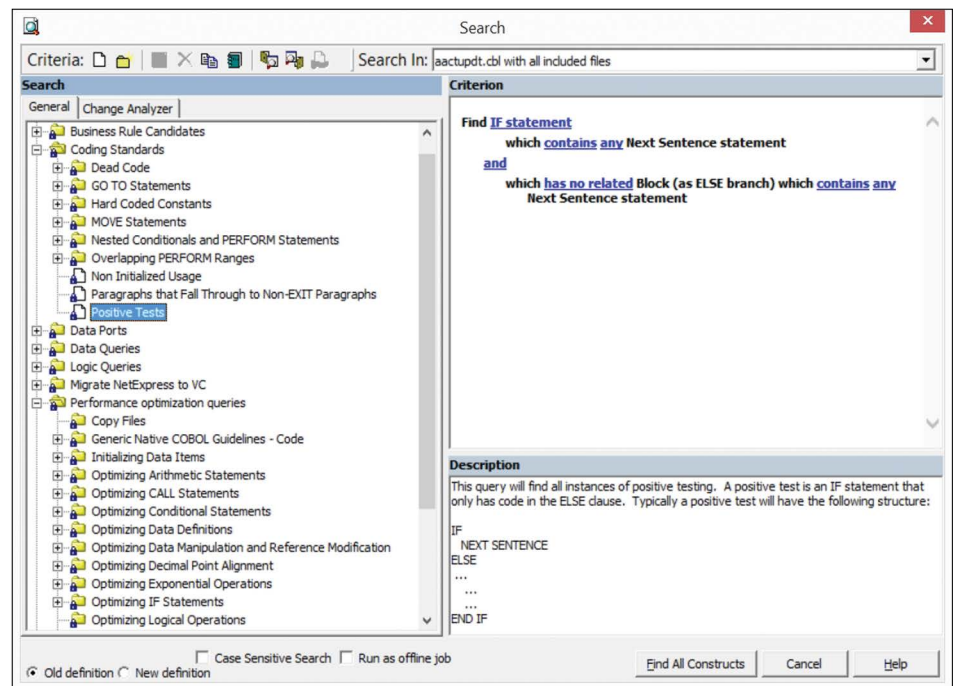 Search
Criteria:
Search In: aactupdt.cbl with all included files
Search
General
Change Analyzer
Business Rule Candidates
Coding Standards
Dead Code
GO TO Statements
Hard Coded Constants
MOVE Statements
Nested Conditionals and PERFORM Statements
Overlapping PERFORM Ranges
Non Initialized Usage
Paragraphs that Fall Through to Non-EXIT Paragraphs
Positive Tests
Data Ports
Data Queries
Logic Queries
Migrate NetExpress to VC
Performance optimization queries
Copy Files
Generic Native COBOL Guidelines - Code
Initializing Data Items
Optimizing Arithmetic Statements
Optimizing CALL Statements
Optimizing Conditional Statements
Optimizing Data Definitions
Optimizing Data Manipulation and Reference Modification
Optimizing Decimal Point Alignment
Optimizing Exponential Operations
Optimizing IF Statements
Optimizing Logical Operations
Criterion
Find IF statement
which contains any Next Sentence statement
and
which has no related Block (as ELSE branch) which contains any
Next Sentence statement
Description
This query will find all instances of positive testing. A positive test is an IF statement that
only has code in the ELSE clause. Typically a positive test will have the following structure:
IF
NEXT SENTENCE
ELSE
...
...
...
END IF
Case Sensitive Search
Run as offline job
Old definition
New definition
Find All Constructs
Cancel
Help